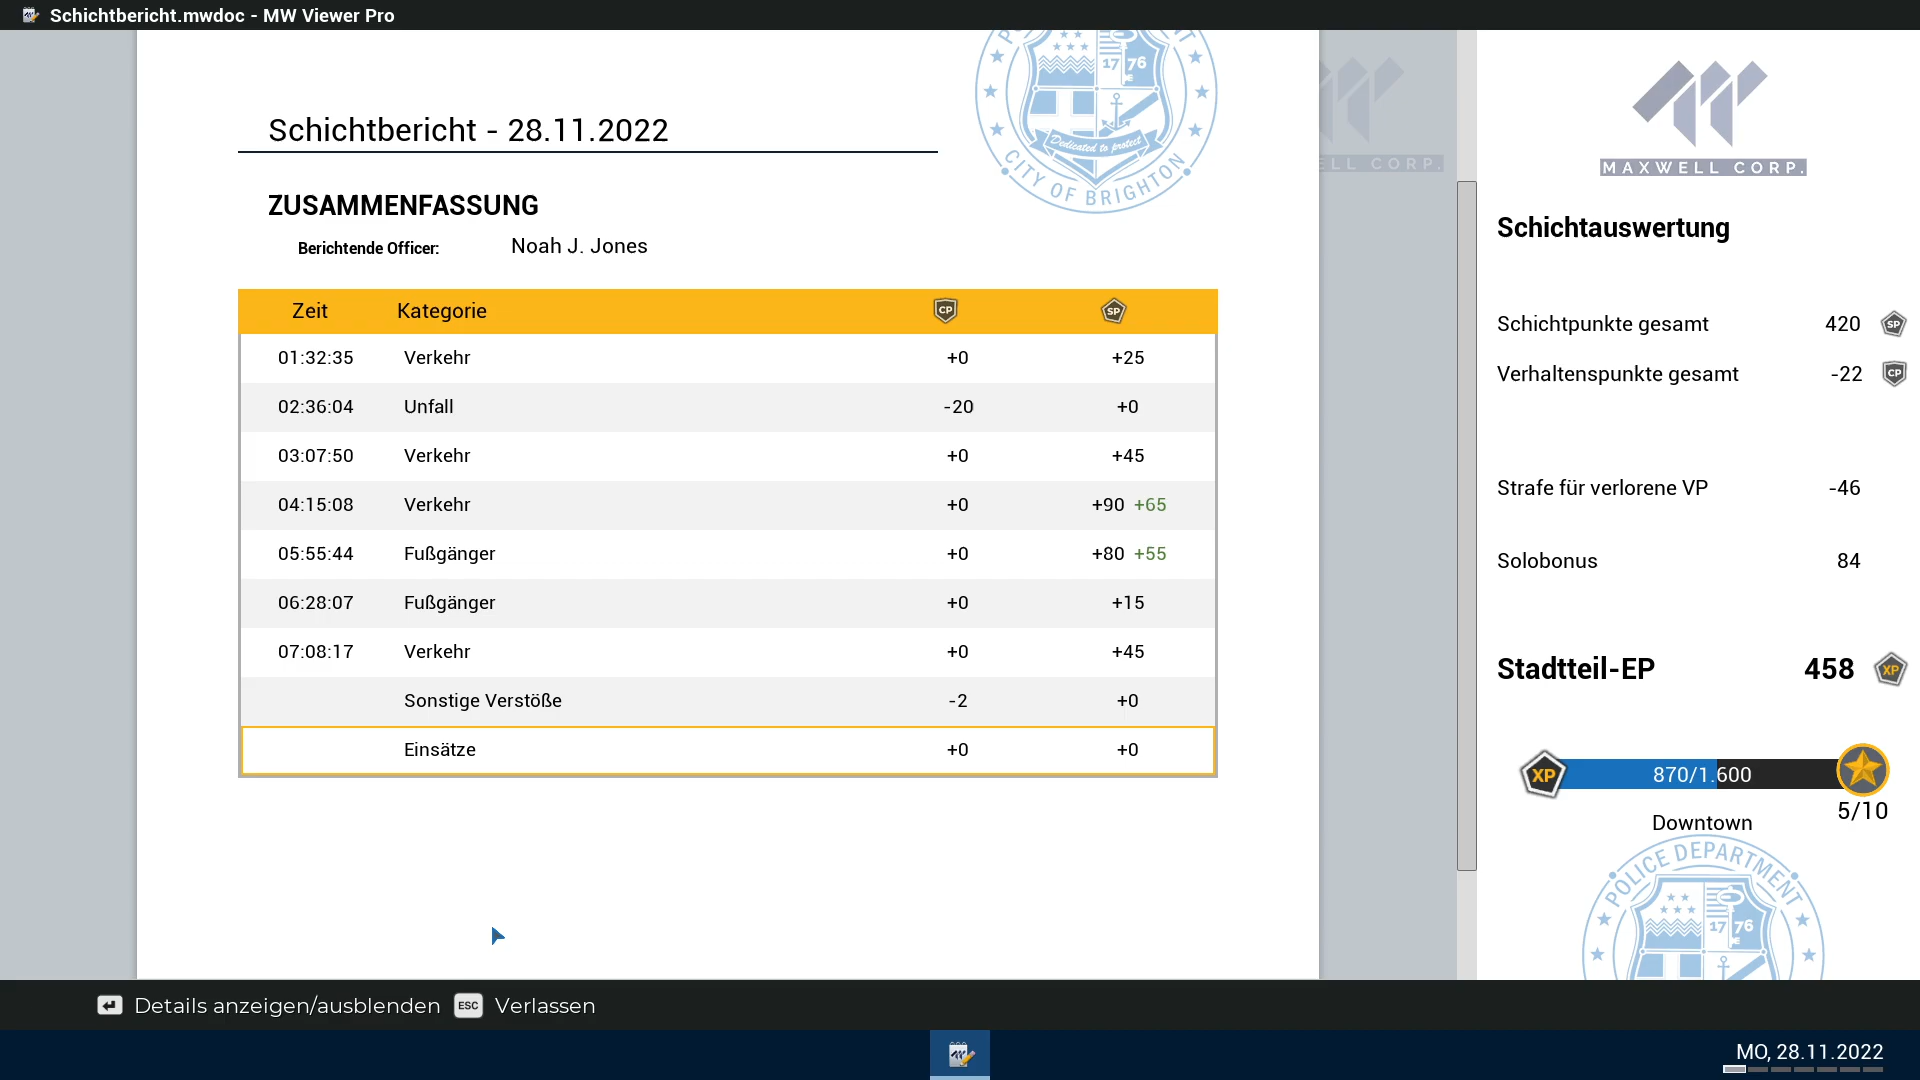 Schichtbericht.mwdoc - MW Viewer Pro
17 76
Dedicated to protect
CITY OF BRIGHTON
Schichtbericht - 28.11.2022
ZUSAMMENFASSUNG
Berichtende Officer: Noah J. Jones
Zeit Kategorie CP SP
01:32:35 Verkehr +0 +25
02:36:04 Unfall -20 +0
03:07:50 Verkehr +0 +45
04:15:08 Verkehr +0 +90 +65
05:55:44 Fußgänger +0 +80 +55
06:28:07 Fußgänger +0 +15
07:08:17 Verkehr +0 +45
Sonstige Verstöße -2 +0
Einsätze +0 +0
ELL CORP.
MAXWELL CORP.
Schichtauswertung
Schichtpunkte gesamt 420 SP
Verhaltenspunkte gesamt -22 CP
Strafe für verlorene VP -46
Solobonus 84
Stadtteil-EP 458 XP
XP 870/1.600
5/10
Downtown
POLICE DEPARTMENT
17 76
Details anzeigen/ausblenden ESC Verlassen
MO, 28.11.2022